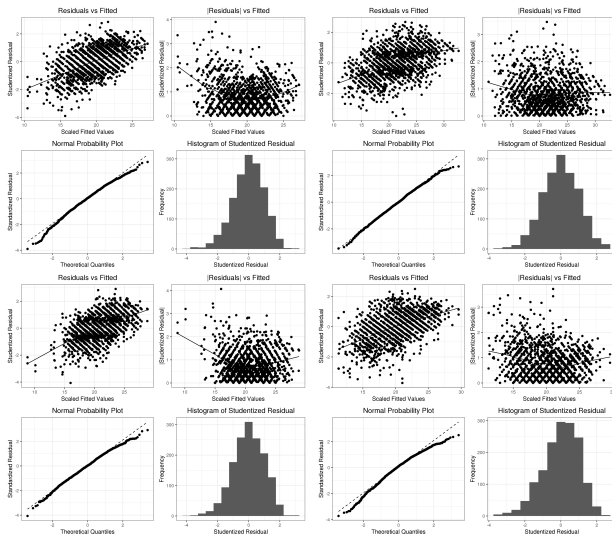 Residuals vs Fitted
|Residuals| vs Fitted
Residuals vs Fitted
|Residuals| vs Fitted
Studentized Residual
|Studentized Residual|
Studentized Residual
|Studentized Residual|
Scaled Fitted Values
Scaled Fitted Values
Scaled Fitted Values
Scaled Fitted Values
Normal Probability Plot
Histogram of Studentized Residual
Normal Probability Plot
Histogram of Studentized Residual
Standardized Residual
Frequency
Standardized Residual
Frequency
Theoretical Quantiles
Studentized Residual
Theoretical Quantiles
Studentized Residual
Residuals vs Fitted
|Residuals| vs Fitted
Residuals vs Fitted
|Residuals| vs Fitted
Studentized Residual
|Studentized Residual|
Studentized Residual
|Studentized Residual|
Scaled Fitted Values
Scaled Fitted Values
Scaled Fitted Values
Scaled Fitted Values
Normal Probability Plot
Histogram of Studentized Residual
Normal Probability Plot
Histogram of Studentized Residual
Standardized Residual
Frequency
Standardized Residual
Frequency
Theoretical Quantiles
Studentized Residual
Theoretical Quantiles
Studentized Residual